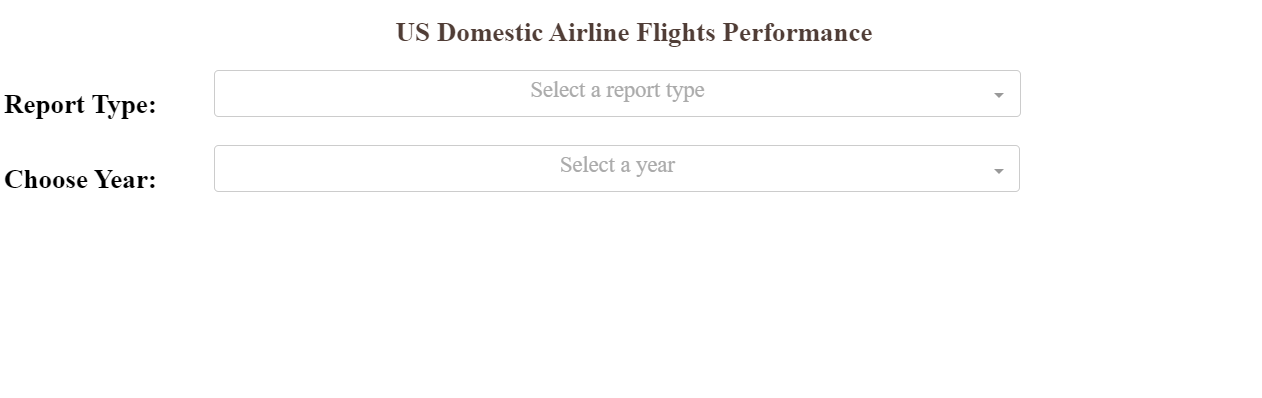 US Domestic Airline Flights Performance
Report Type:
Select a report type
Choose Year:
Select a year